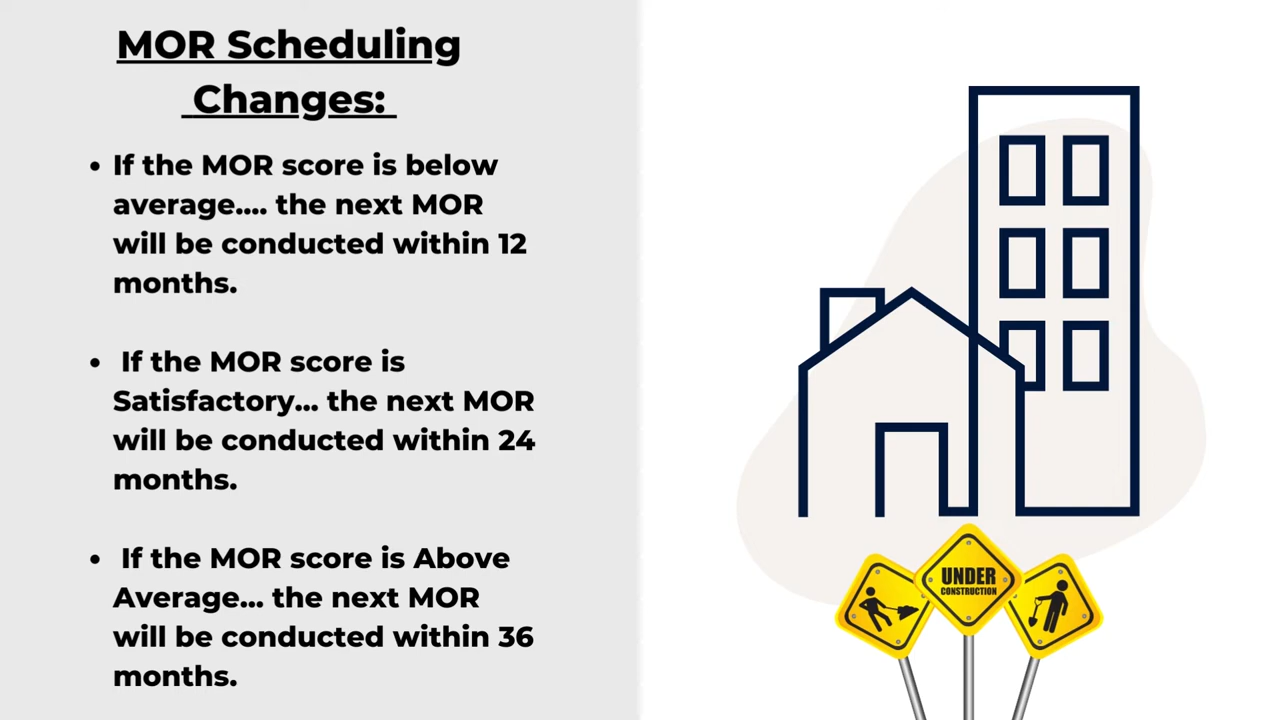 MOR Scheduling
Changes:
• If the MOR score is below
average.... the next MOR
will be conducted within 12
months.
• If the MOR score is
Satisfactory... the next MOR
will be conducted within 24
months.
• If the MOR score is Above
Average... the next MOR
will be conducted within 36
months.
UNDER
CONSTRUCTION